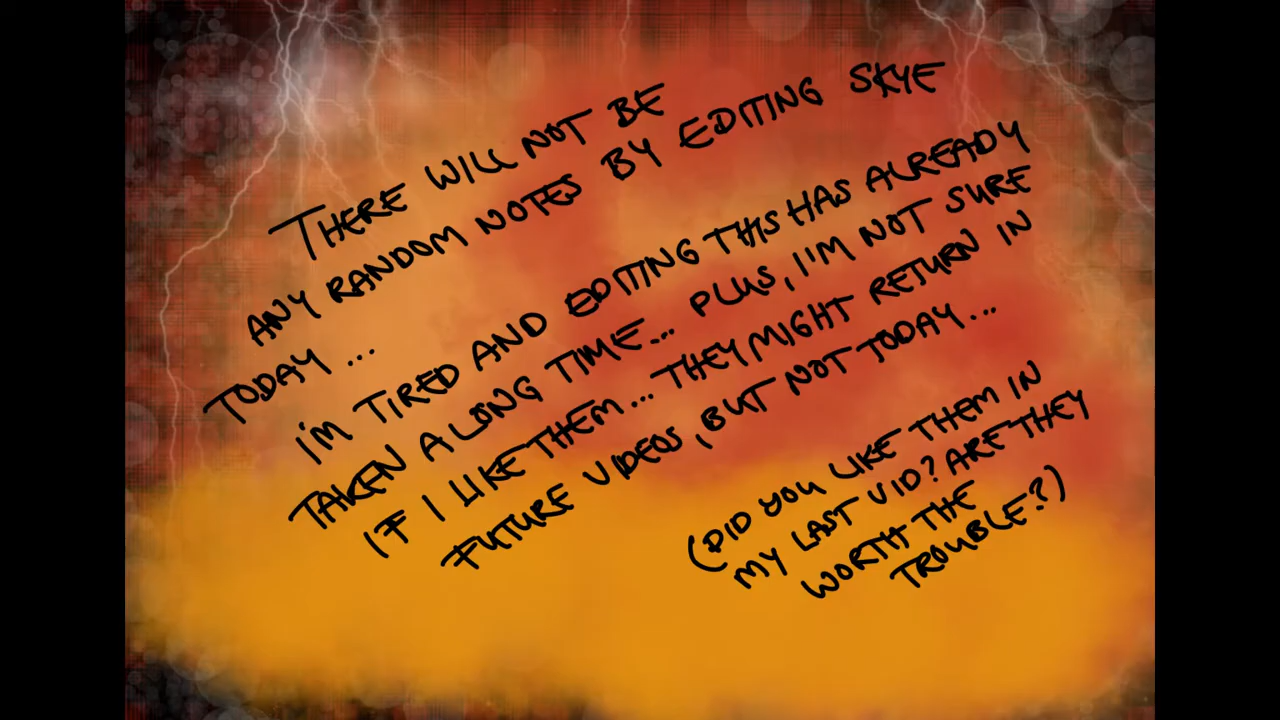 THERE WILL NOT BE
ANY RANDOM NOTES BY EDITING SKYE
TODAY ...
I'M TIRED AND EDITING THIS HAS ALREADY
TAKEN A LONG TIME... PLUS, I'M NOT SURE
IF I LIKE THEM... THEY MIGHT RETURN IN
FUTURE VIDEOS, BUT NOT TODAY...
(DID YOU LIKE THEM IN
MY LAST VID? ARE THEY
WORTH THE
TROUBLE?)